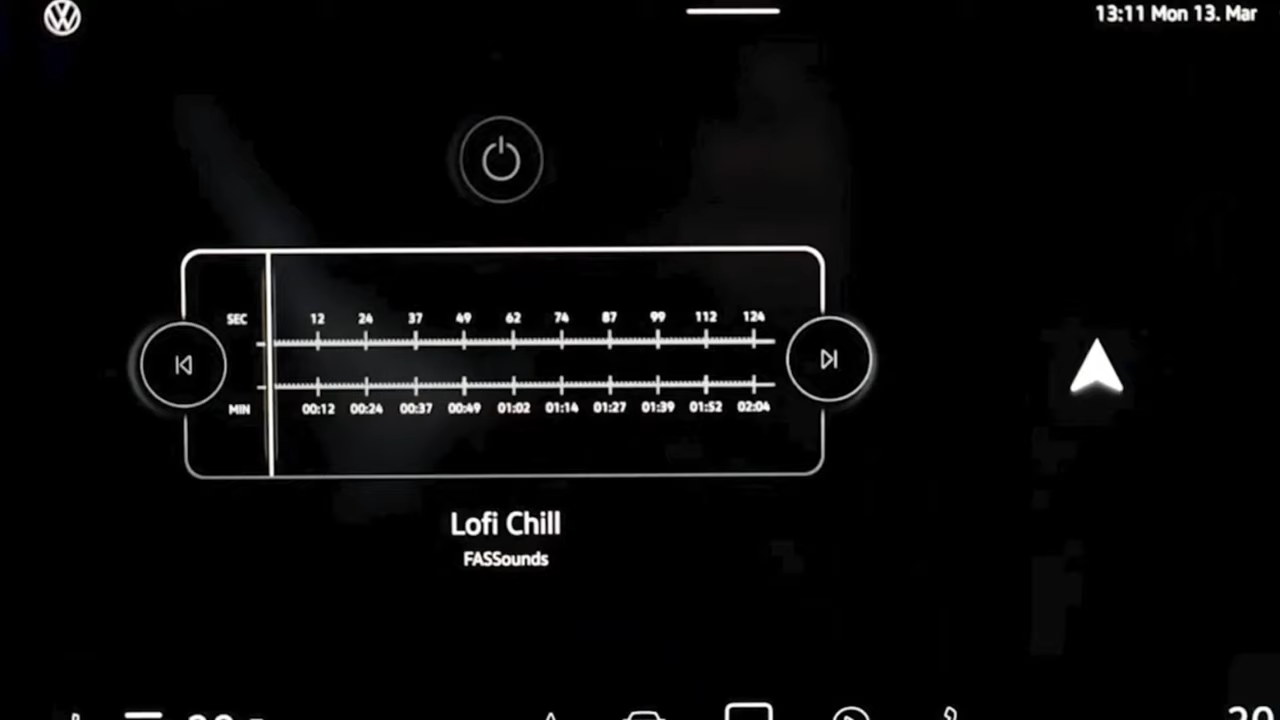 13:11 Mon 13. Mar
SEC 12 24 37 49 62 74 87 99 112 124
MIN 00:12 00:24 00:37 00:49 01:02 01:14 01:27 01:39 01:52 02:04
Lofi Chill
FASSounds